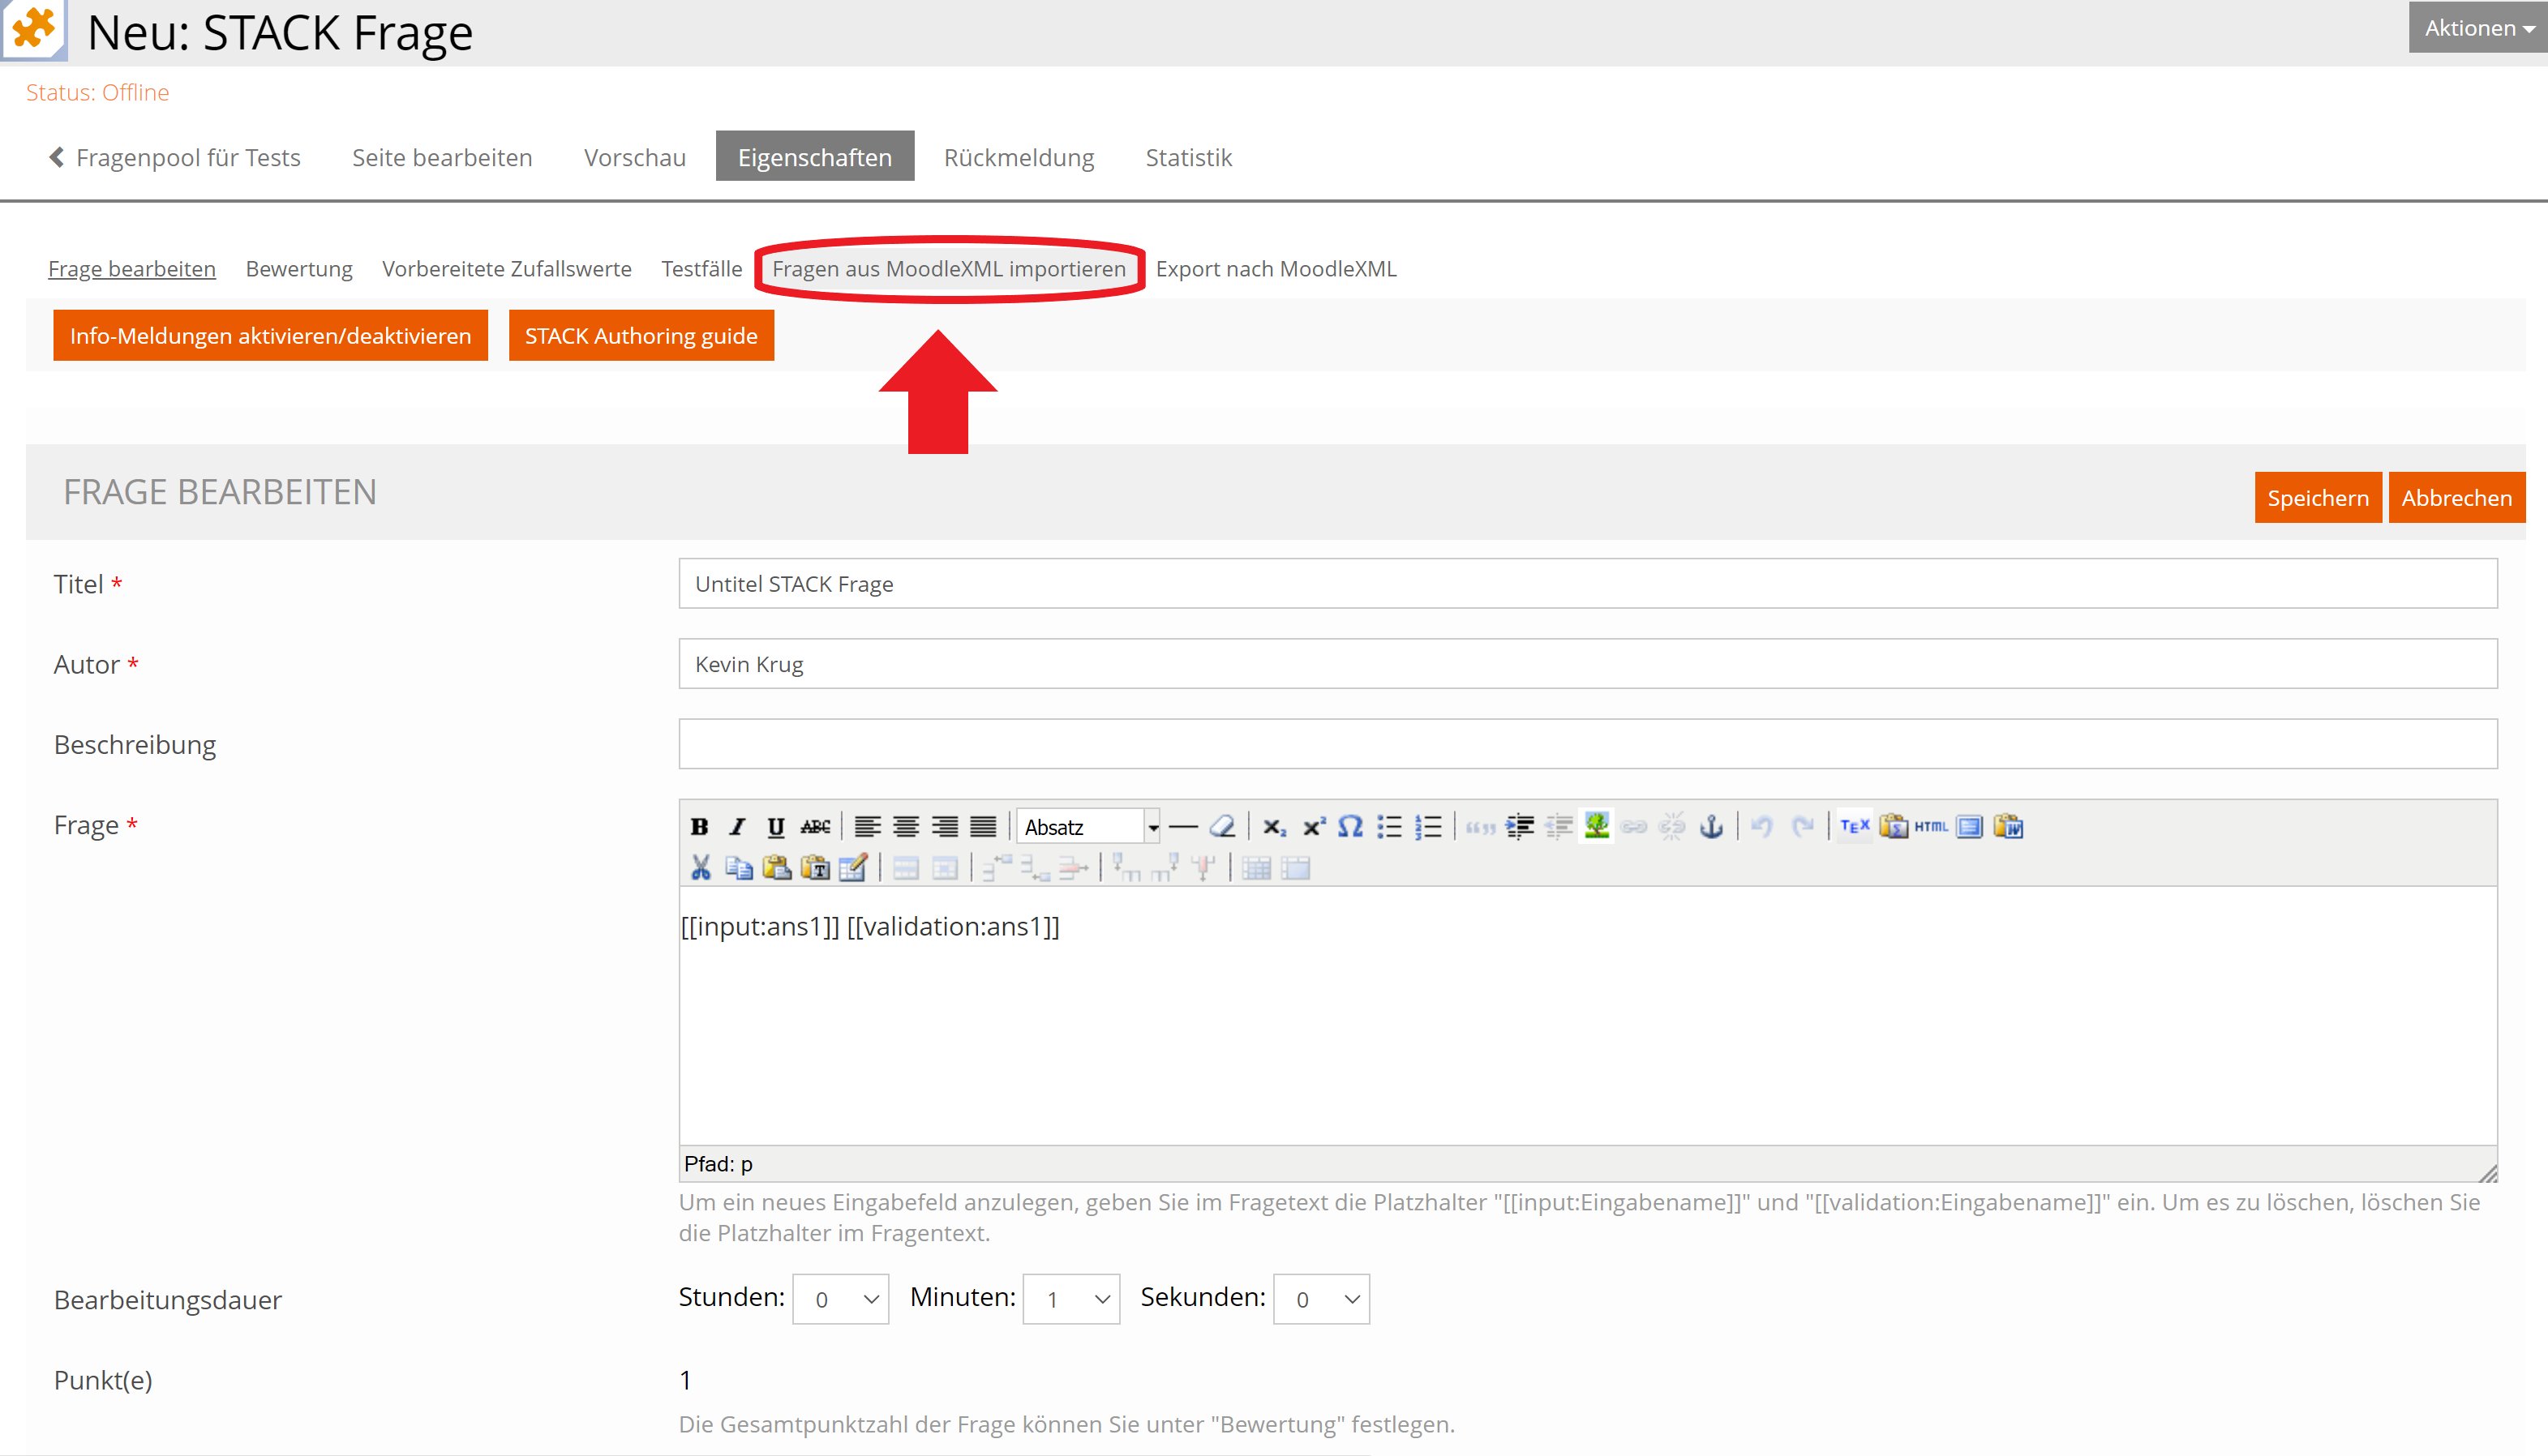 Neu: STACK Frage
Aktionen
Status: Offline
Fragenpool für Tests Seite bearbeiten Vorschau Eigenschaften Rückmeldung Statistik
Frage bearbeiten Bewertung Vorbereitete Zufallswerte Testfälle Fragen aus MoodleXML importieren Export nach MoodleXML
Info-Meldungen aktivieren/deaktivieren STACK Authoring guide
FRAGE BEARBEITEN
Speichern Abbrechen
Titel * Untitel STACK Frage
Autor * Kevin Krug
Beschreibung
Frage *
B I U ABC Absatz x₂ x² Ω TEX HTML
[[input:ans1]] [[validation:ans1]]
Pfad: p
Um ein neues Eingabefeld anzulegen, geben Sie im Fragetext die Platzhalter "[[input:Eingabename]]" und "[[validation:Eingabename]]" ein. Um es zu löschen, löschen Sie
die Platzhalter im Fragentext.
Bearbeitungsdauer Stunden: 0 Minuten: 1 Sekunden: 0
Punkt(e) 1
Die Gesamtpunktzahl der Frage können Sie unter "Bewertung" festlegen.